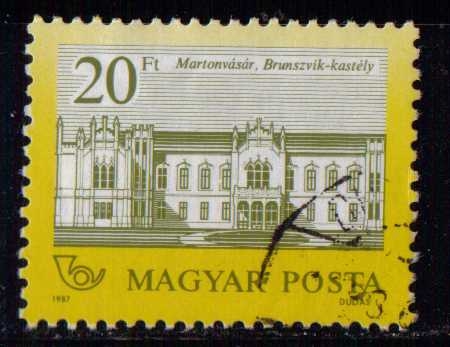 20 Ft Martonvásár, Brunszvik-kastély
MAGYAR POSTA
1987 DUDÁS L.